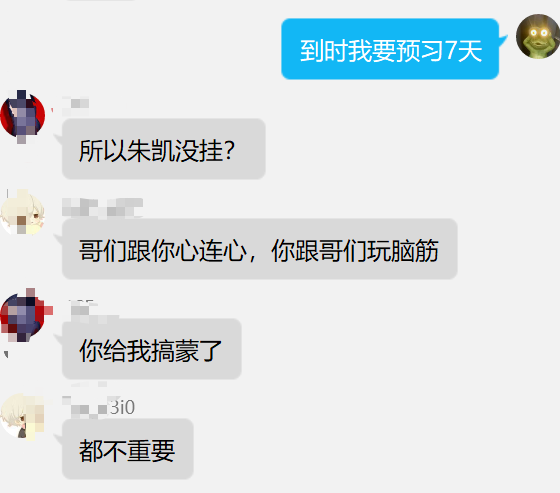 到时我要预习7天
所以朱凯没挂?
哥们跟你心连心，你跟哥们玩脑筋
你给我搞蒙了
3i0
都不重要